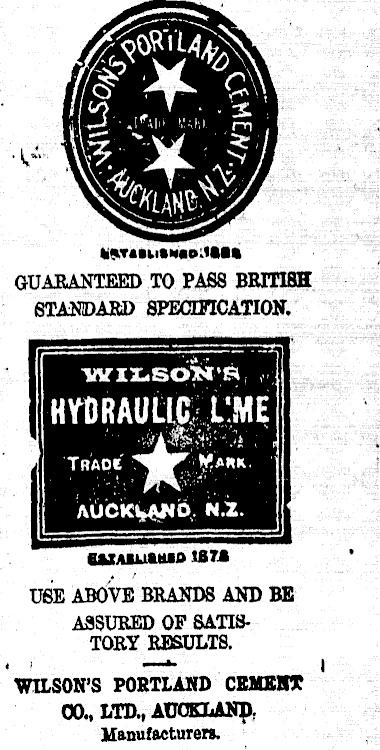 WILSON'S PORTLAND CEMENT.
TRADE MARK
AUCKLAND, N.Z.
ESTABLISHED
GUARANTEED TO PASS BRITISH
STANDARD SPECIFICATION.
WILSON'S
HYDRAULIC LIME
TRADE MARK.
AUCKLAND, N.Z.
ESTABLISHED 1878
USE ABOVE BRANDS AND BE
ASSURED OF SATIS-
TORY RESULTS.
WILSON'S PORTLAND CEMENT
CO., LTD., AUCKLAND,
Manufacturers.